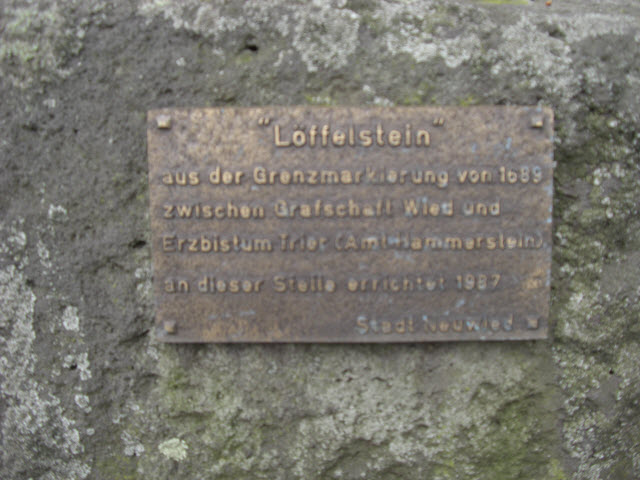 "Löffelstein"
aus der Grenzmarkierung von 1689
zwischen Grafschaft Wied und
Erzbistum Trier (Amt Hammerstein)
an dieser Stelle errichtet 1987
Stadt Neuwied